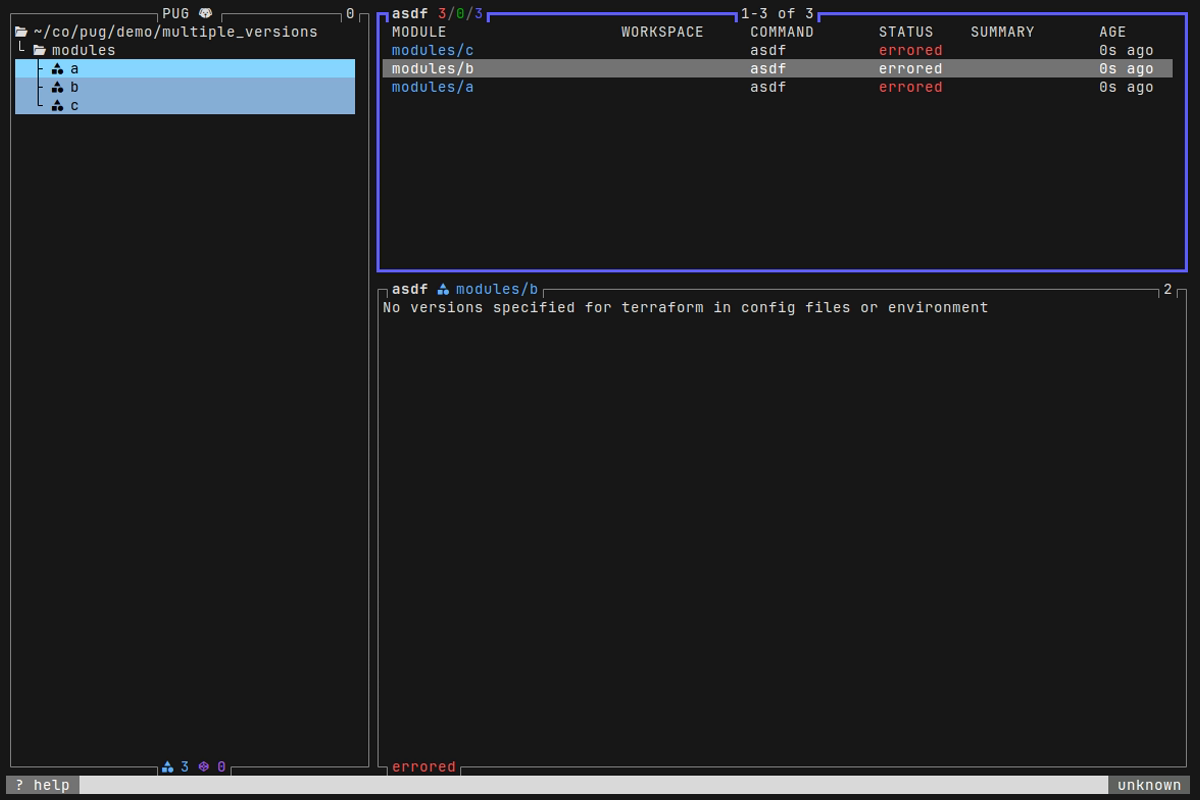 PUG 0
~/co/pug/demo/multiple_versions
modules
a
b
c
3 0
asdf 3/0/3 1-3 of 3
MODULE WORKSPACE COMMAND STATUS SUMMARY AGE
modules/c asdf errored 0s ago
modules/b asdf errored 0s ago
modules/a asdf errored 0s ago
asdf modules/b 2
No versions specified for terraform in config files or environment
errored
? help unknown